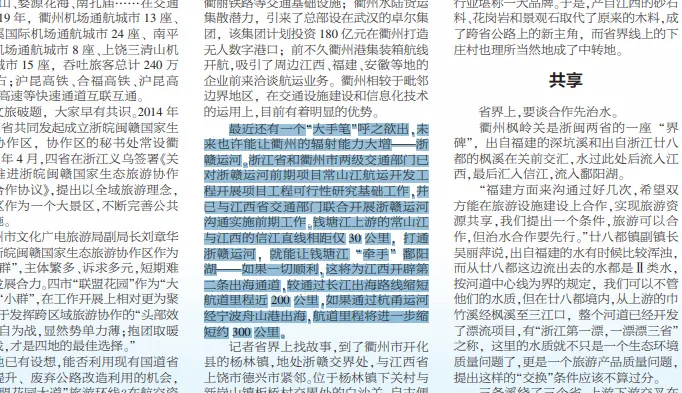 山、婺源花海、南孔庙……在交通
19 年，衢州机场通航城市 13 座、
溪国际机场通航城市 24 座、南平
机场通航城市 8 座、上饶三清山机
城市 15 座，吞吐旅客总计 240 万
右；沪昆高铁、合福高铁、沪昆高
高速等快速通道互联互通。
文旅破题，大家早有共识。2014 年
省共同发起成立浙皖闽赣国家生
作区，协作区的秘书处常设衢
年 4 月，四省在浙江义乌签署《关
推进浙皖闽赣国家生态旅游协作
合作协议》，提出以全域旅游理念，
区作为一个大景区，不断完善公共
施。
州市文化广电旅游局副局长刘章华
浙皖闽赣国家生态旅游协作区作为
群”，主体繁多、诉求多元，短期难
发展合力。四市“联盟花园”作为“大
“小群”，在工作开展上相对更为聚
于发挥跨区域旅游协作的“头部效
自为战，显然势单力薄；抱团取暖
战，才是四地的最佳选择。”
也已有设想，能否利用现有国道省
提升、废弃公路改造利用的机会，
衢丽铁路等交通基础设施；衢州水陆货运
集散潜力，引来了总部设在武汉的卓尔集
团，该集团计划投资 180 亿元在衢州打造
无人数字港口；前不久衢州港集装箱航线
开航，吸引了周边江西、福建、安徽等地的
企业前来洽谈航运业务。衢州相较于毗邻
边界地区，在交通设施建设和信息化技术
的运用上，目前有着明显的优势。
最近还有一个“大手笔”呼之欲出，未
来也许能让衢州的辐射能力大增——浙
赣运河。浙江省和衢州市两级交通部门已
对浙赣运河前期项目常山江航运开发工
程开展项目工程可行性研究基础工作，并
已与江西省交通部门联合开展浙赣运河
沟通实施前期工作。钱塘江上游的常山江
与江西的信江直线相距仅 30 公里，打通
浙赣运河，就能让钱塘江“牵手”鄱阳
湖——如果一切顺利，这将为江西开辟第
二条出海通道，较通过长江出海路线缩短
航道里程近 200 公里，如果通过杭甬运河
经宁波舟山港出海，航道里程将进一步缩
短约 300 公里。
记者省界上找故事，到了衢州市开化
县的杨林镇，地处浙赣交界处，与江西省
上饶市德兴市紧邻。位于杨林镇下关村与
行业堪称一大品牌。于是，产自江西的砂石
料、花岗岩和景观石取代了原来的木料，成
了跨省公路上的新主角，而省界线上的下
庄村也理所当然地成了中转地。
共享
省界上，要谈合作先治水。
衢州枫岭关是浙闽两省的一座“界
碑”，出自福建的深坑溪和出自浙江廿八
都的枫溪在关前交汇，水过此处后流入江
西，最后汇入信江，流入鄱阳湖。
“福建方面来沟通过好几次，希望双
方能在旅游设施建设上合作，实现旅游资
源共享，我们提出一个条件，旅游可以合
作，但治水合作要先行。”廿八都镇副镇长
吴丽萍说，出自福建的水有时候比较浑浊，
而从廿八都这边流出去的水都是Ⅱ类水，
按河道中心线为界的规定，我们可以不管
他们的水质，但在廿八都境内，从上游的巾
竹溪经枫溪至三江口，整个河道已经开发
了漂流项目，有“浙江第一漂，一漂漂三省”
之称，这里的水质就不只是一个生态环境
质量问题了，更是一个旅游产品质量问题，
提出这样的“交换”条件应该不算过分。